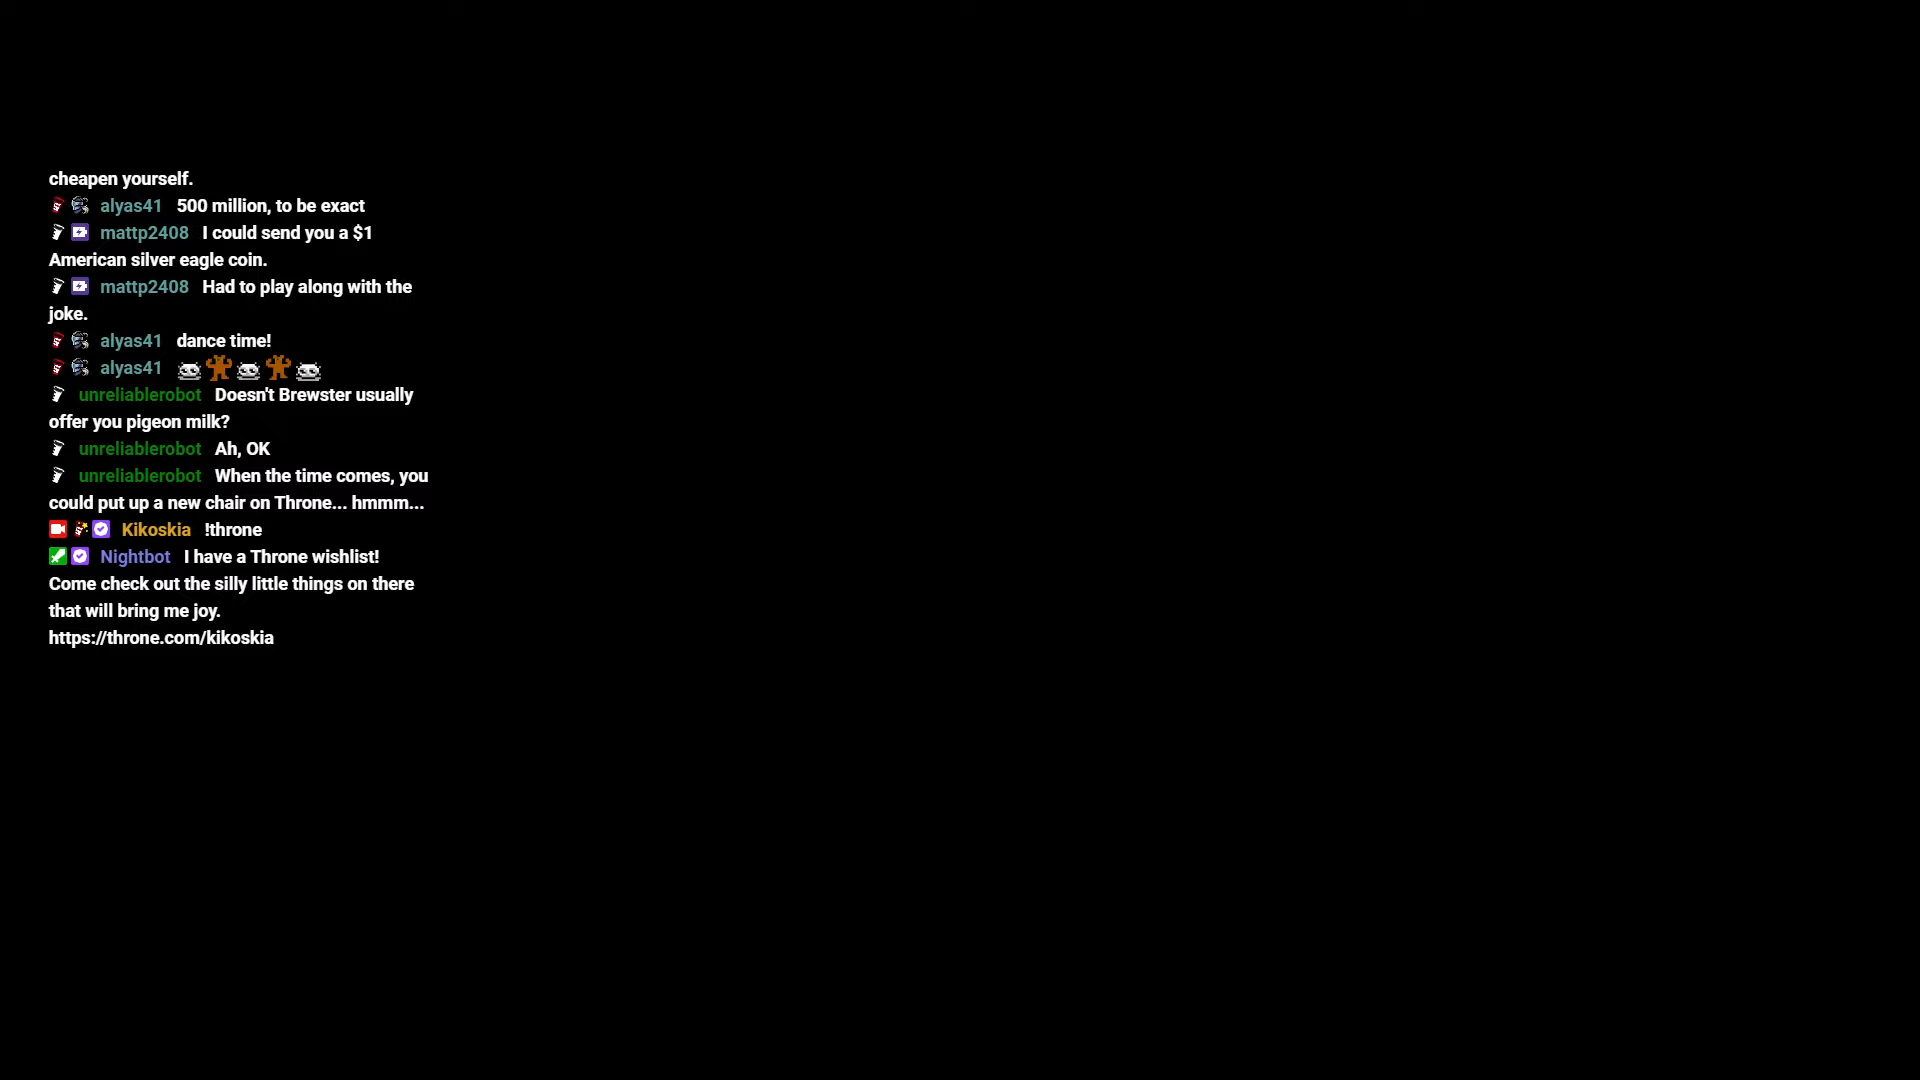 cheapen yourself.
alyas41 500 million, to be exact
mattp2408 I could send you a $1
American silver eagle coin.
mattp2408 Had to play along with the
joke.
alyas41 dance time!
alyas41
unreliablerobot Doesn't Brewster usually
offer you pigeon milk?
unreliablerobot Ah, OK
unreliablerobot When the time comes, you
could put up a new chair on Throne... hmmm...
Kikoskia !throne
Nightbot I have a Throne wishlist!
Come check out the silly little things on there
that will bring me joy.
https://throne.com/kikoskia